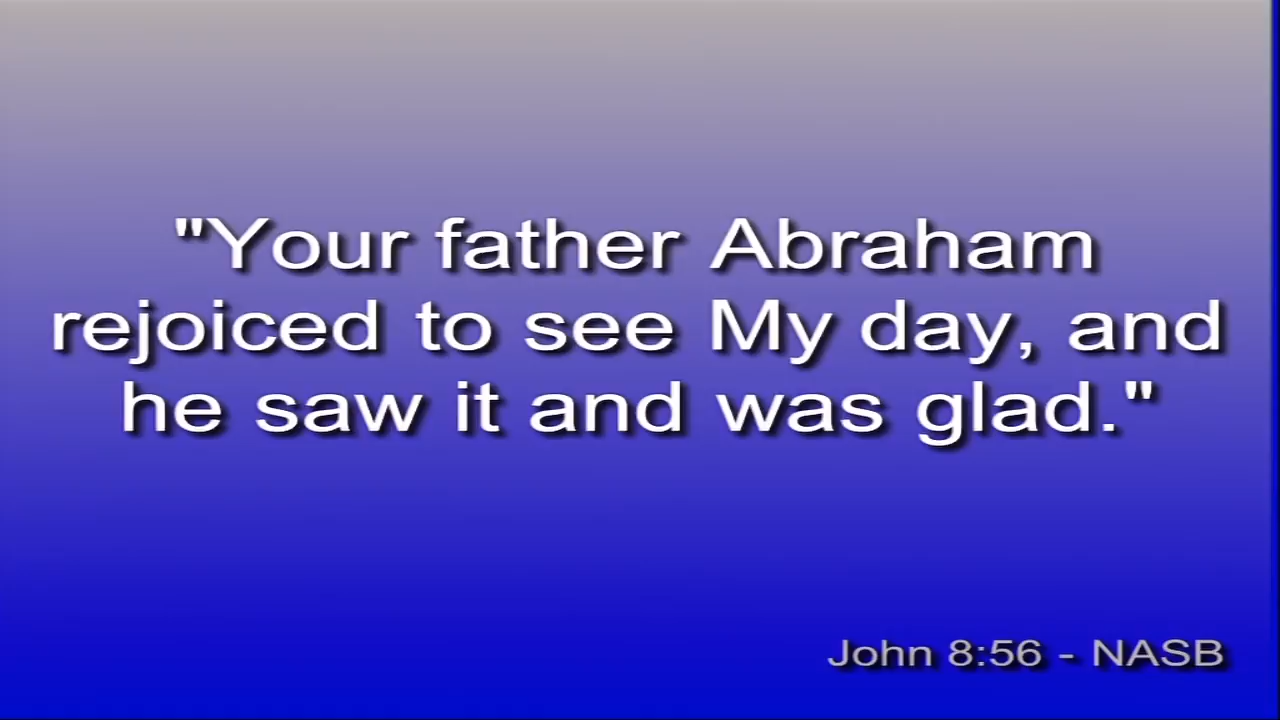 "Your father Abraham
rejoiced to see My day, and
he saw it and was glad."
John 8:56 - NASB